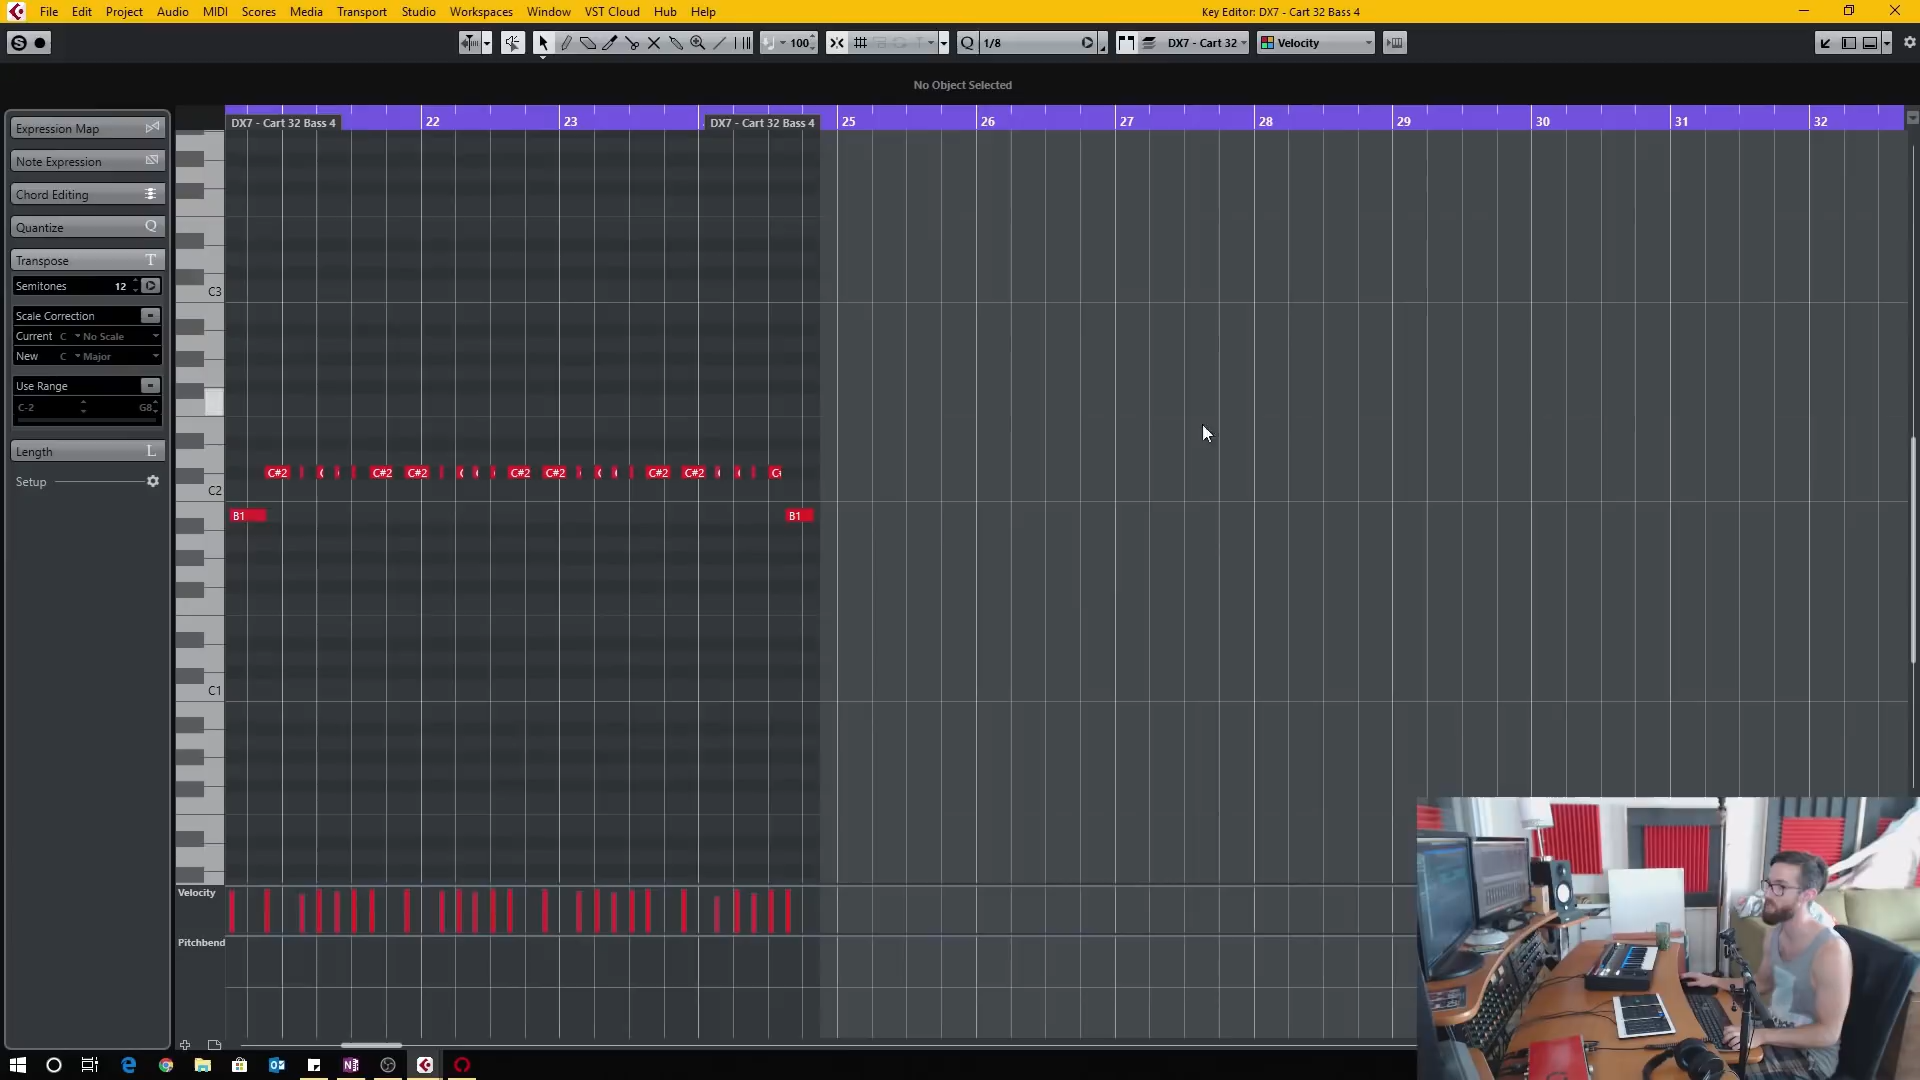 File Edit Project Audio MIDI Scores Media Transport Studio Workspaces Window VST Cloud Hub Help Key Editor: DX7 - Cart 32 Bass 4
S 100 Q 1/8 DX7 - Cart 32 Velocity
No Object Selected
DX7 - Cart 32 Bass 4 22 23 DX7 - Cart 32 Bass 4 25 26 27 28 29 30 31 32
Expression Map
Note Expression
Chord Editing
Quantize Q
Transpose T
Semitones 12
Scale Correction
Current C No Scale
New C Major
Use Range
C-2 G8
Length L
Setup
C3
C#2 C#2 C#2 C#2 C#2 C#2 C#2
C2
B1 B1
C1
Velocity
Pitchbend